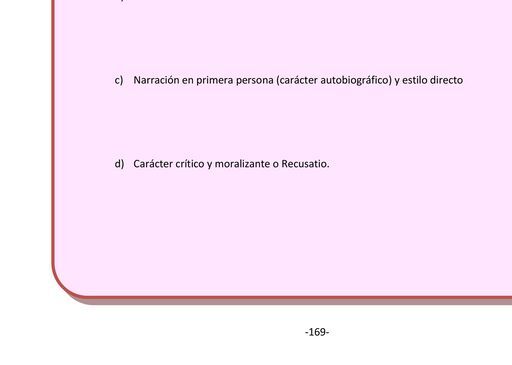 c) Narración en primera persona (carácter autobiográfico) y estilo directo
d) Carácter crítico y moralizante o Recusatio.
-169-